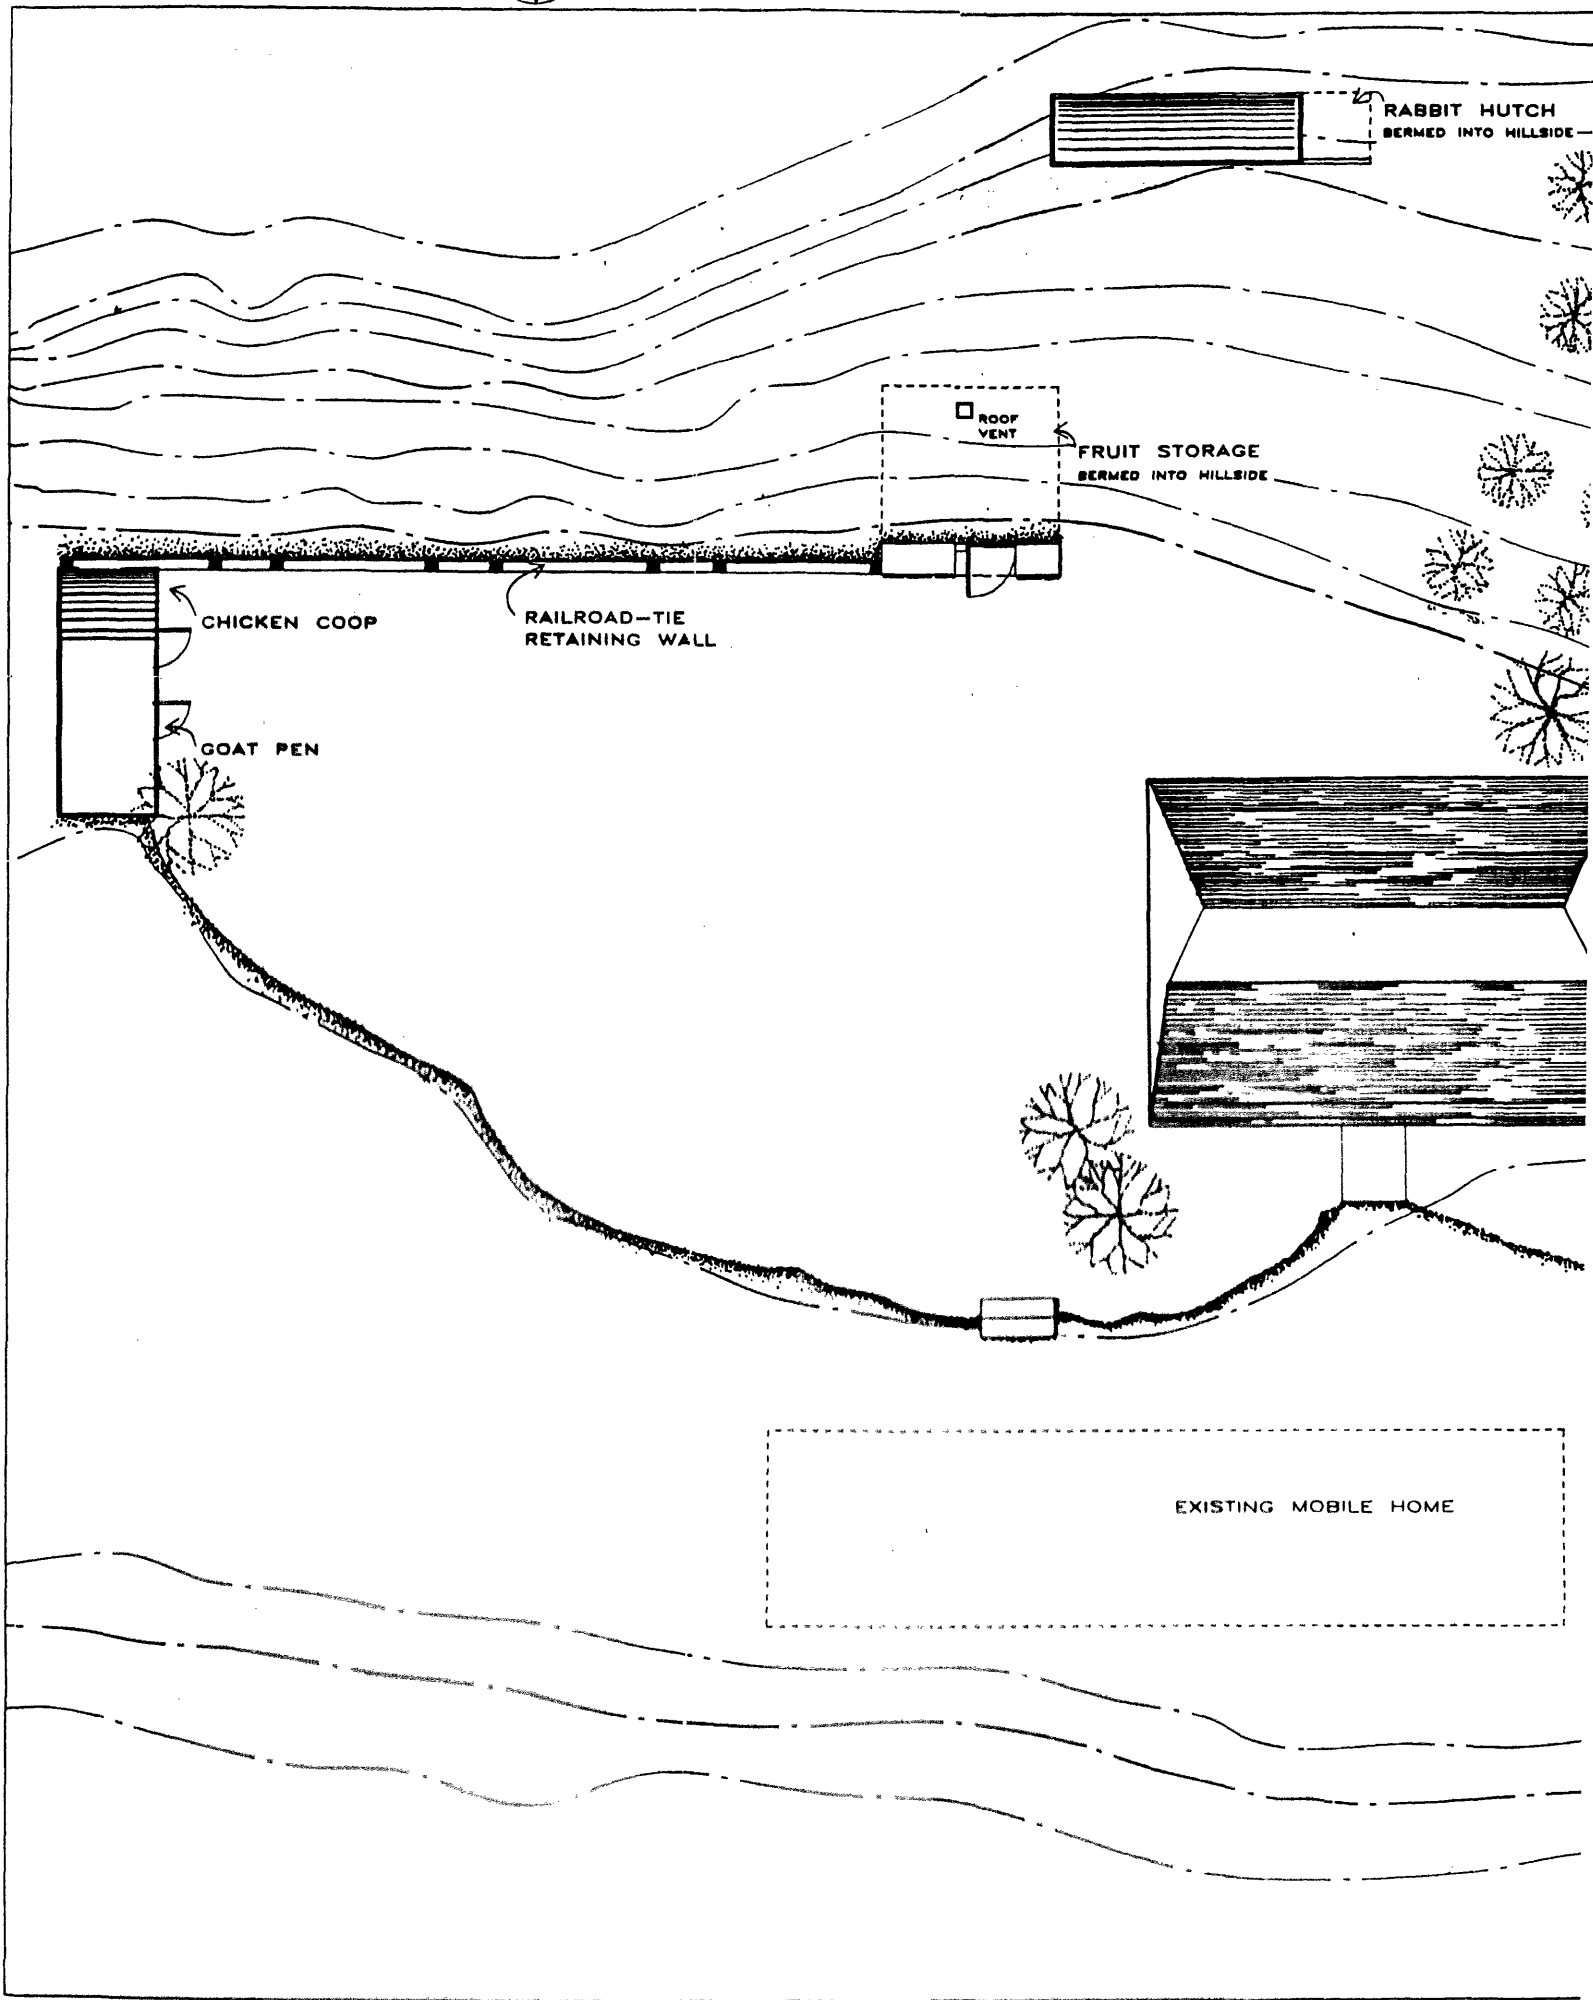 RABBIT HUTCH
BERMED INTO HILLSIDE
ROOF
VENT
FRUIT STORAGE
BERMED INTO HILLSIDE
CHICKEN COOP
RAILROAD-TIE
RETAINING WALL
GOAT PEN
EXISTING MOBILE HOME